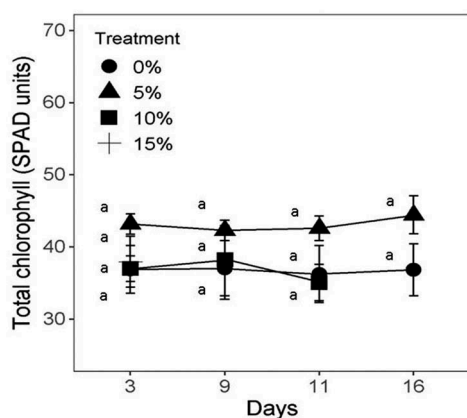 Treatment
0%
5%
10%
15%
Total chlorophyll (SPAD units)
70
60
50
40
30
a a a a
a a a a
a a a
a
3 9 11 16
Days